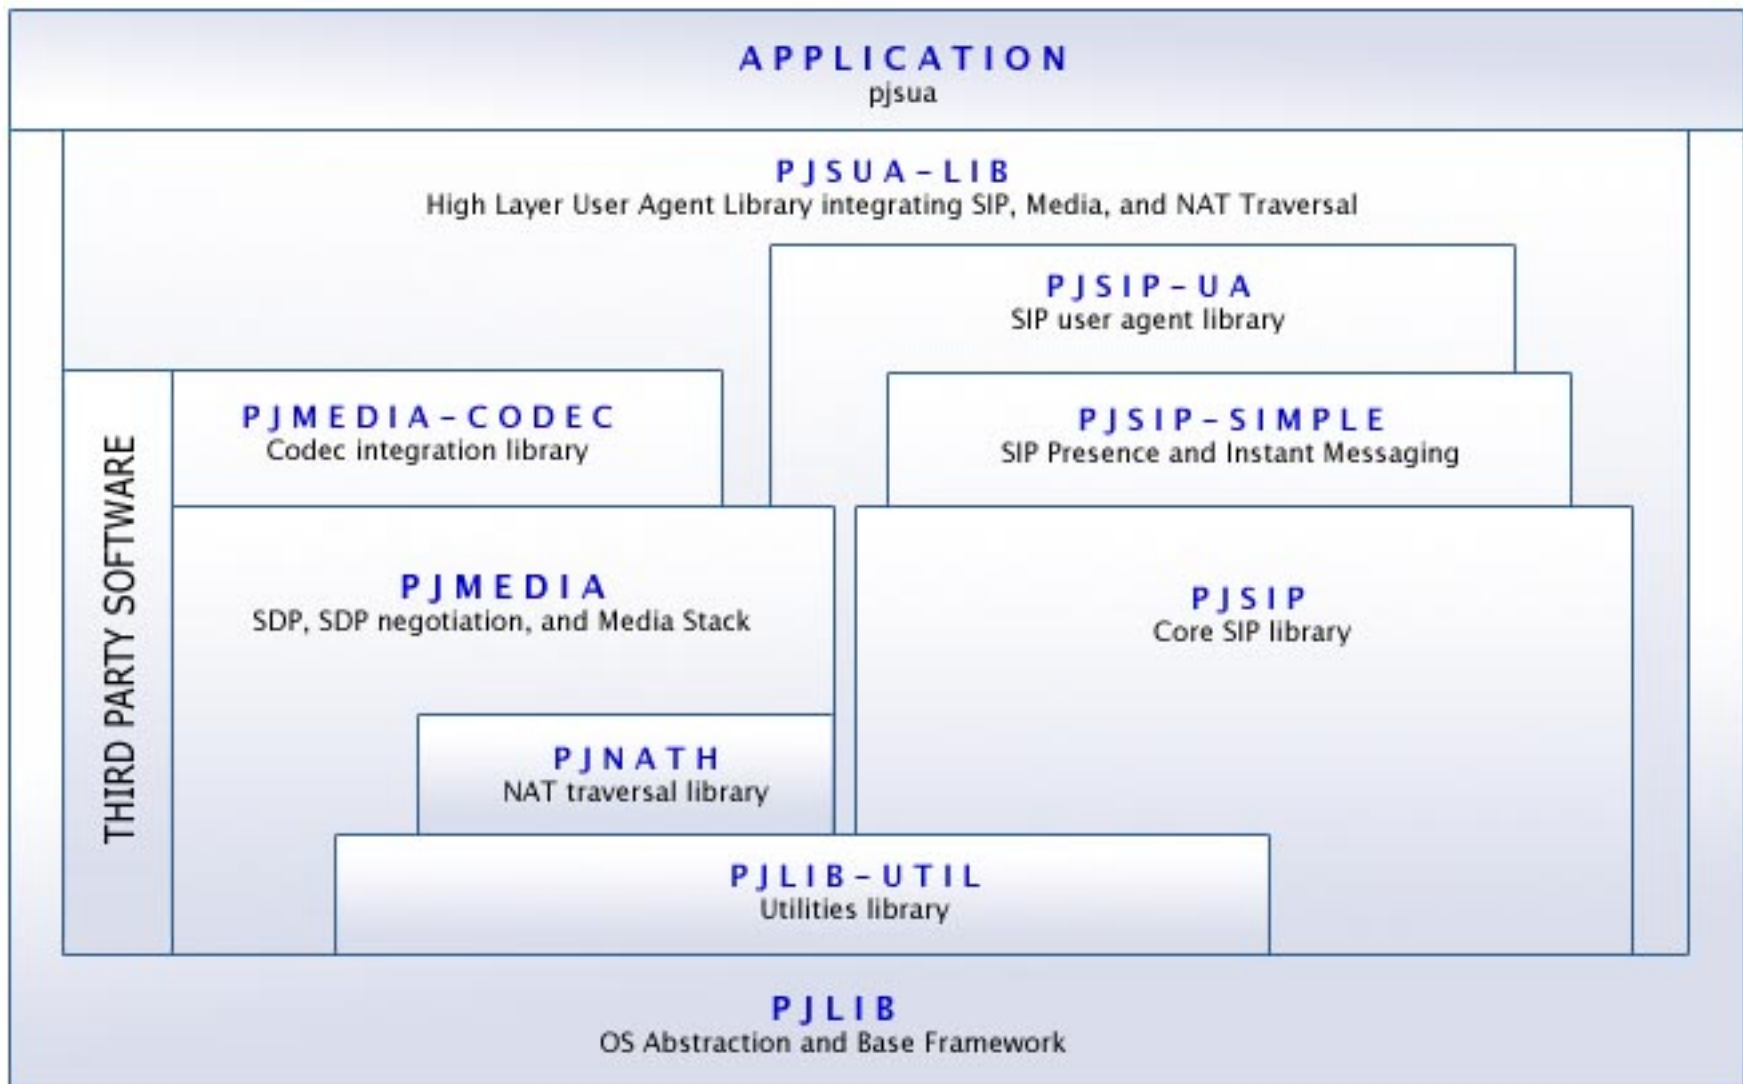 APPLICATION
pjsua
PJSUA-LIB
High Layer User Agent Library integrating SIP, Media, and NAT Traversal
PJSIP-UA
SIP user agent library
PJMEDIA-CODEC
Codec integration library
PJSIP-SIMPLE
SIP Presence and Instant Messaging
THIRD PARTY SOFTWARE
PJMEDIA
SDP, SDP negotiation, and Media Stack
PJSIP
Core SIP library
PJNATH
NAT traversal library
PJLIB-UTIL
Utilities library
PJLIB
OS Abstraction and Base Framework